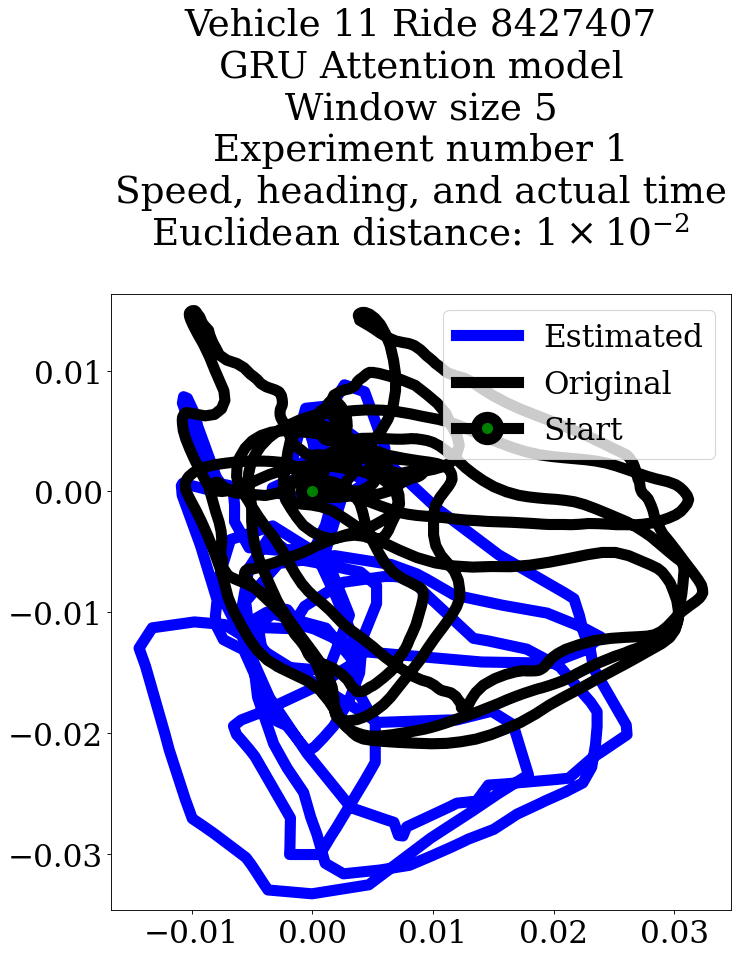 Vehicle 11 Ride 8427407
GRU Attention model
Window size 5
Experiment number 1
Speed, heading, and actual time
Euclidean distance: 1 × 10⁻²
Estimated
Original
Start
0.01
0.00
−0.01
−0.02
−0.03
−0.01 0.00 0.01 0.02 0.03